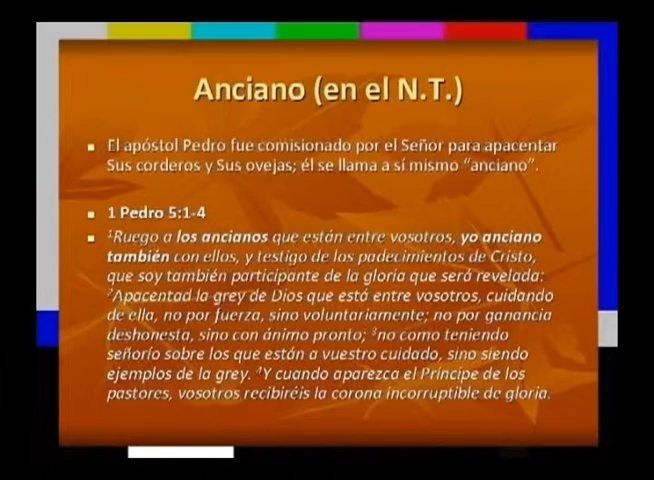 Anciano (en el N.T.)
El apóstol Pedro fue comisionado por el Señor para apacentar
Sus corderos y Sus ovejas; él se llama a sí mismo “anciano”.
1 Pedro 5:1-4
¹Ruego a los ancianos que están entre vosotros, yo anciano
también con ellos, y testigo de los padecimientos de Cristo,
que soy también participante de la gloria que será revelada:
²Apacentad la grey de Dios que está entre vosotros, cuidando
de ella, no por fuerza, sino voluntariamente; no por ganancia
deshonesta, sino con ánimo pronto; ³no como teniendo
señorío sobre los que están a vuestro cuidado, sino siendo
ejemplos de la grey. ⁴Y cuando aparezca el Príncipe de los
pastores, vosotros recibiréis la corona incorruptible de gloria.